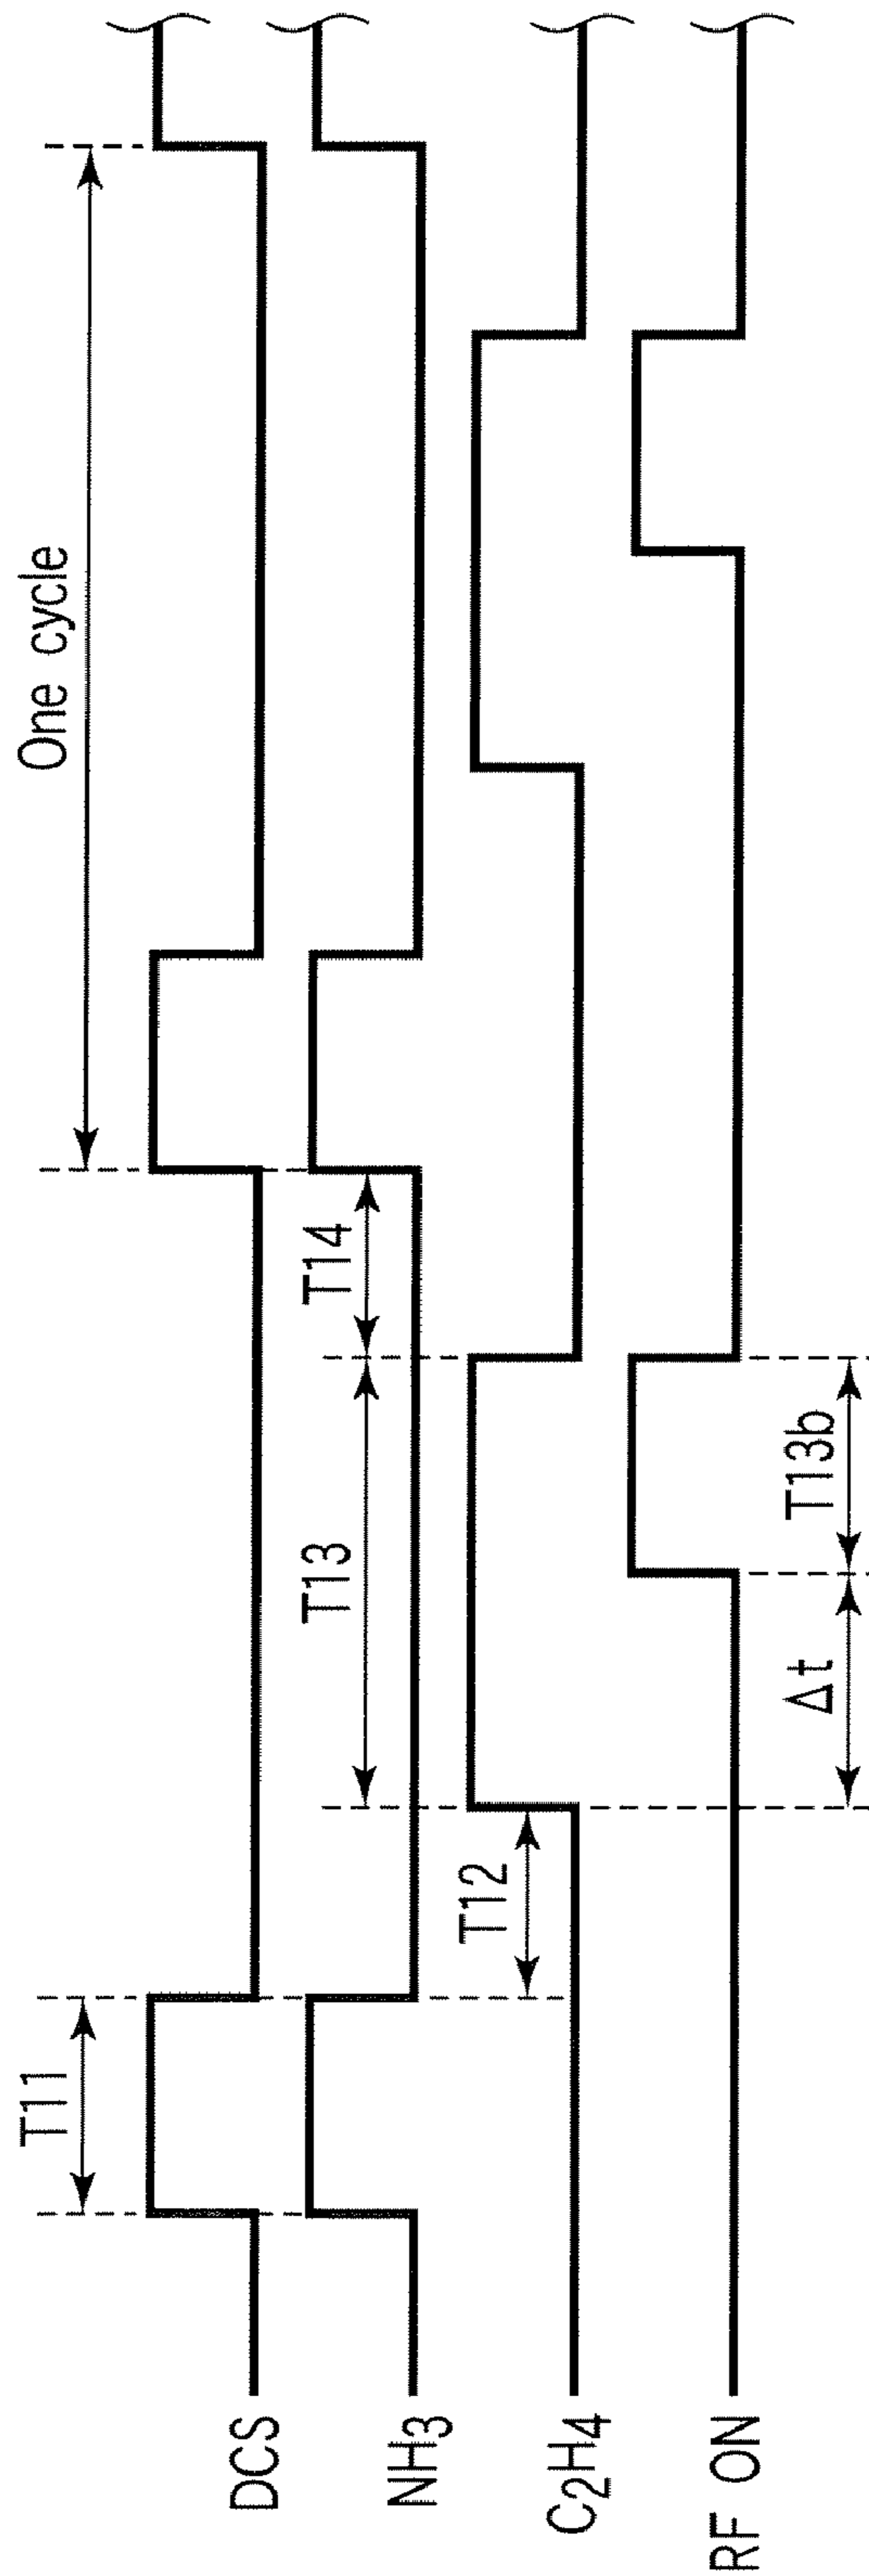 One cycle
T11
DCS
T14
T13
NH3
T12
C2H4
T13b
Δt
RF ON